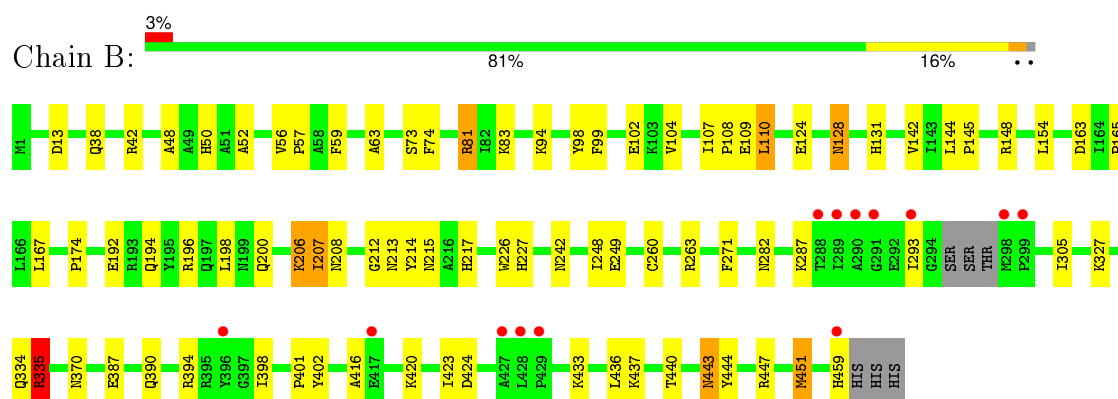 3%
Chain B:
81% 16% • •
M1 D13 Q38 R42 A48 A49 H50 A51 A52 V56 P57 A58 F59 A63 S73 F74 R81 I82 K83 K94 Y98 F99 E102 K103 V104 I107 P108 E109 L110 E124 N128 H131 V142 I143 L144 P145 R148 L154 D163 I164 P165
L166 L167 P174 E192 R193 Q194 Y195 R196 Q197 L198 N199 Q200 K206 I207 N208 G212 N213 Y214 N215 A216 H217 W226 H227 N242 I248 E249 C260 R263 F271 N282 K287 T288 I289 A290 G291 E292 I293 G294 SER SER THR M298 P299 I305 K327
Q334 R335 N370 E387 Q390 R394 R395 Y396 G397 I398 P401 Y402 A416 E417 K420 I423 D424 A427 L428 P429 K433 L436 K437 T440 N443 Y444 R447 M451 H459 HIS HIS HIS